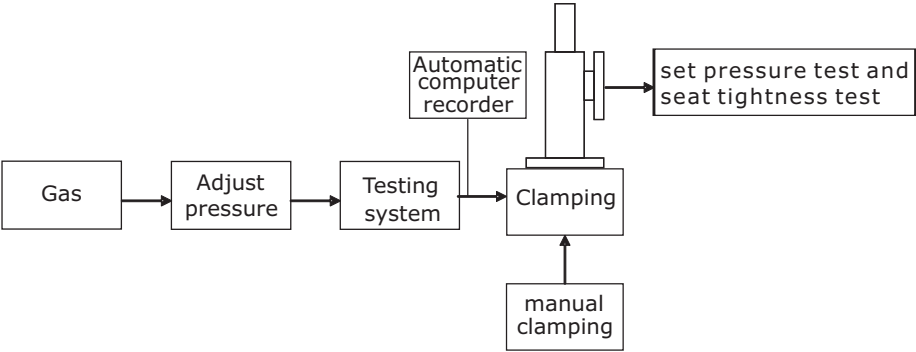 Automatic
computer
recorder
set pressure test and
seat tightness test
Gas
Adjust
pressure
Testing
system
Clamping
manual
clamping